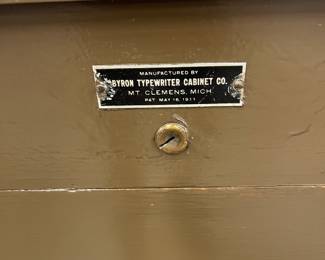 MANUFACTURED BY
BYRON TYPEWRITER CABINET CO.
MT. CLEMENS, MICH.
PAT. MAY 16, 1911